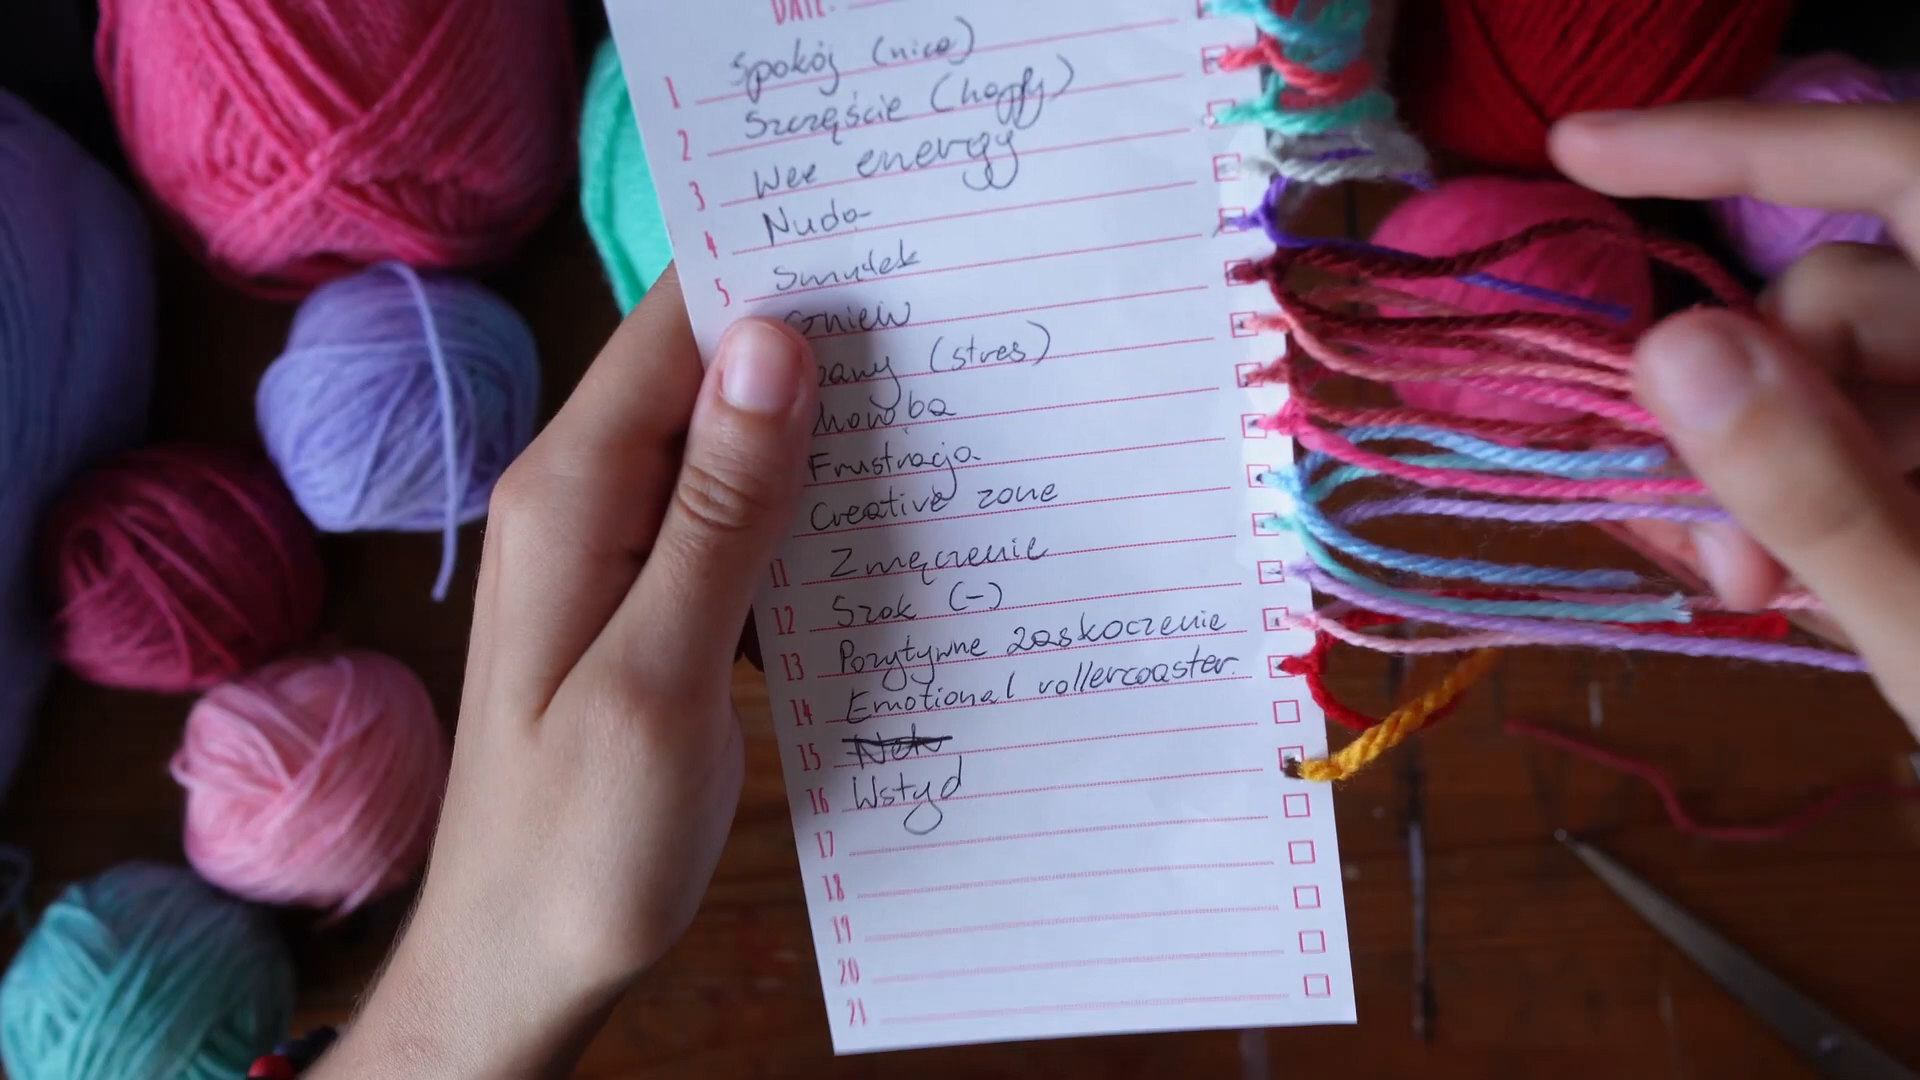 DATE:
1 Spokój (nice)
2 Szczęście (happy)
3 Wee energy
4 Nuda
5 Smutek
Gniew
(stres)
Frustracja
Creative zone
11 Zmęczenie
12 Szok (-)
13 Pozytywne zaskoczenie
14 Emotional rollercoaster.
15
16 Wstyd
17
18
19
20
21